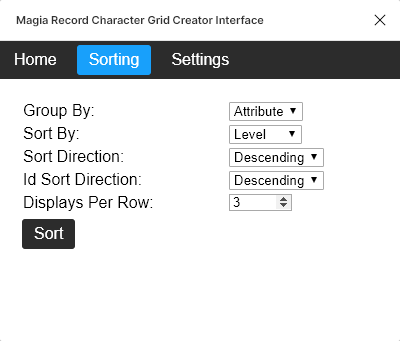 Magia Record Character Grid Creator Interface
Home Sorting Settings
Group By: Attribute
Sort By: Level
Sort Direction: Descending
Id Sort Direction: Descending
Displays Per Row: 3
Sort